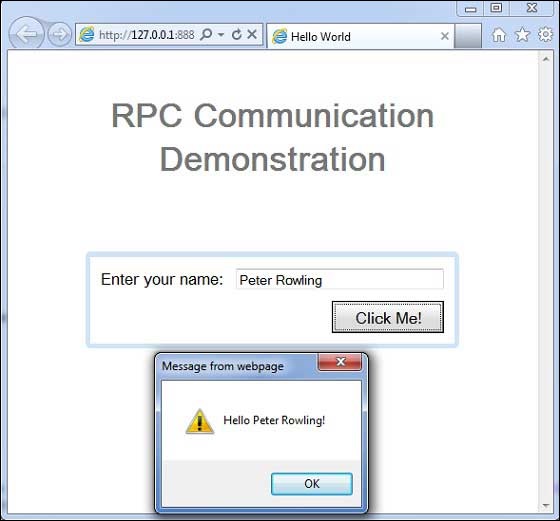 http://127.0.0.1:888
Hello World
RPC Communication
Demonstration
Enter your name: Peter Rowling
Click Me!
Message from webpage
Hello Peter Rowling!
OK